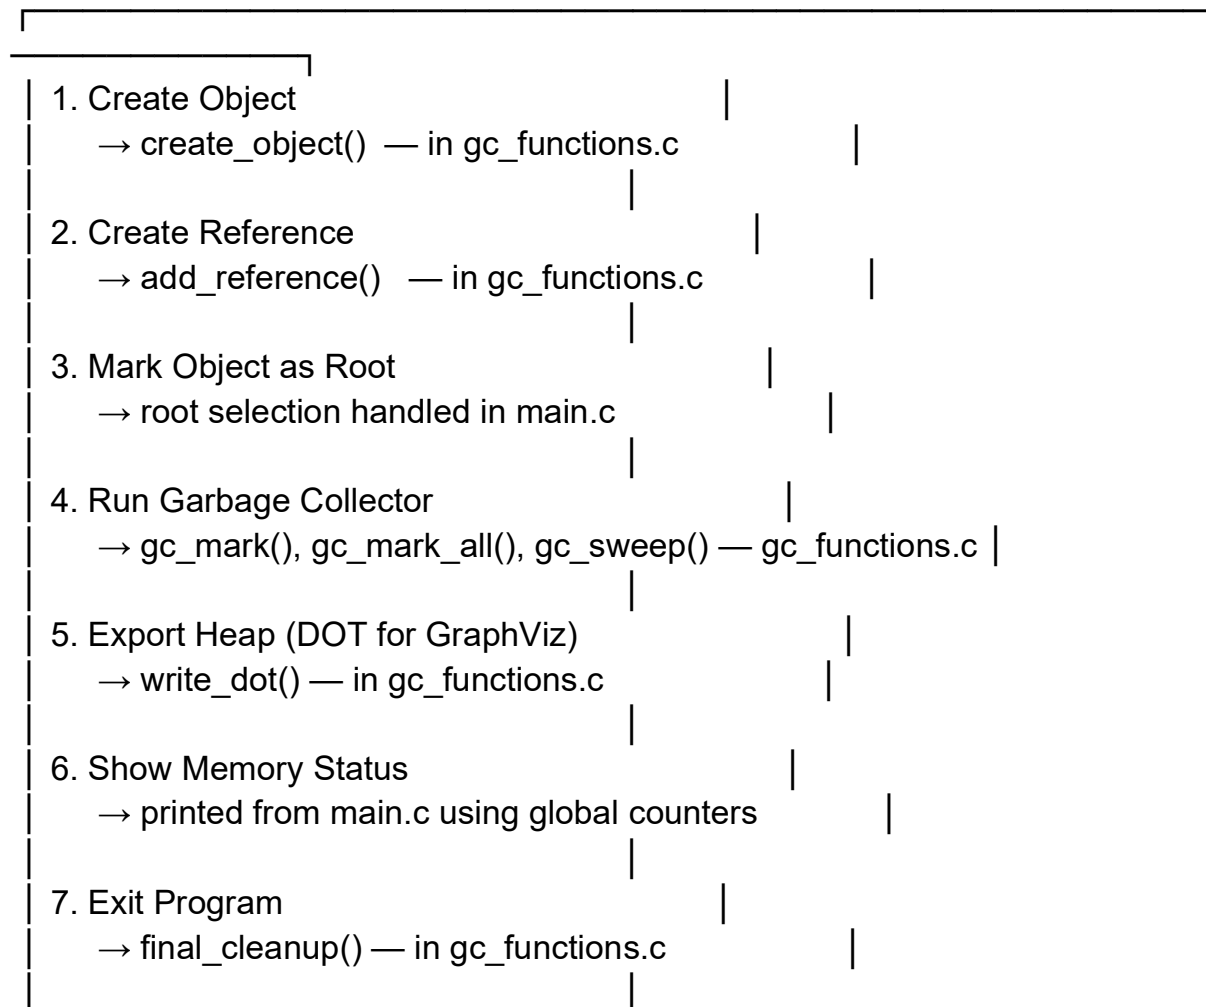 1. Create Object
→ create_object() — in gc_functions.c
2. Create Reference
→ add_reference() — in gc_functions.c
3. Mark Object as Root
→ root selection handled in main.c
4. Run Garbage Collector
→ gc_mark(), gc_mark_all(), gc_sweep() — gc_functions.c
5. Export Heap (DOT for GraphViz)
→ write_dot() — in gc_functions.c
6. Show Memory Status
→ printed from main.c using global counters
7. Exit Program
→ final_cleanup() — in gc_functions.c